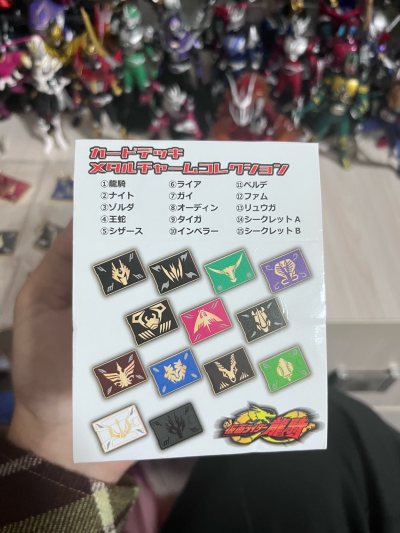 カードデッキ
メタルチャームコレクション
①龍騎
②ナイト
③ゾルダ
④王蛇
⑤シザース
⑥ライア
⑦ガイ
⑧オーディン
⑨タイガ
⑩インペラー
⑪ベルデ
⑫ファム
⑬リュウガ
⑭シークレットA
⑮シークレットB
仮面ライダー龍騎